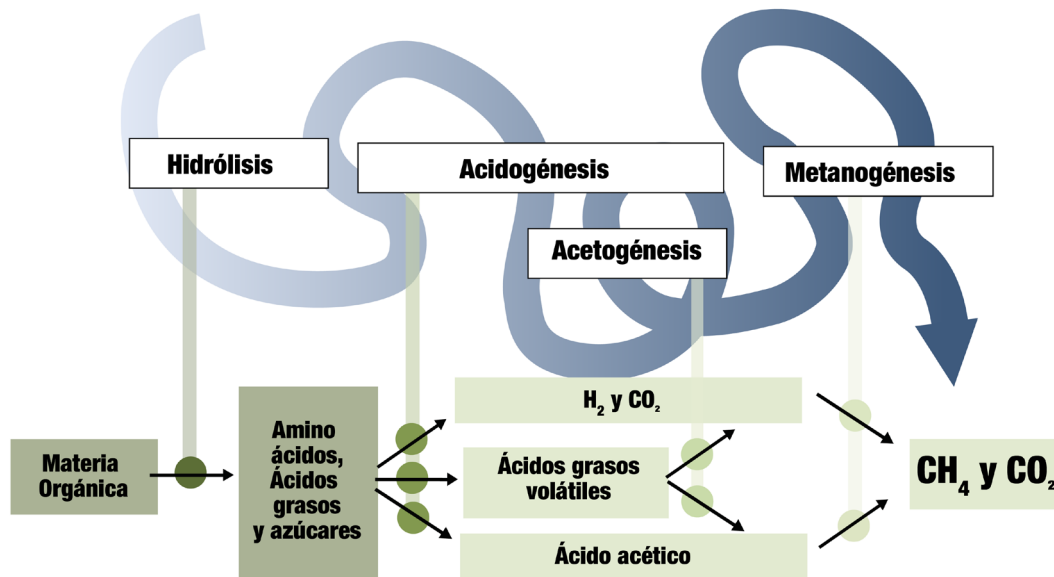 Hidrólisis
Acidogénesis
Metanogénesis
Acetogénesis
H₂ y CO₂
Materia
Orgánica
Amino
ácidos,
Ácidos
grasos
y azúcares
Ácidos grasos
volátiles
Ácido acético
CH₄ y CO₂